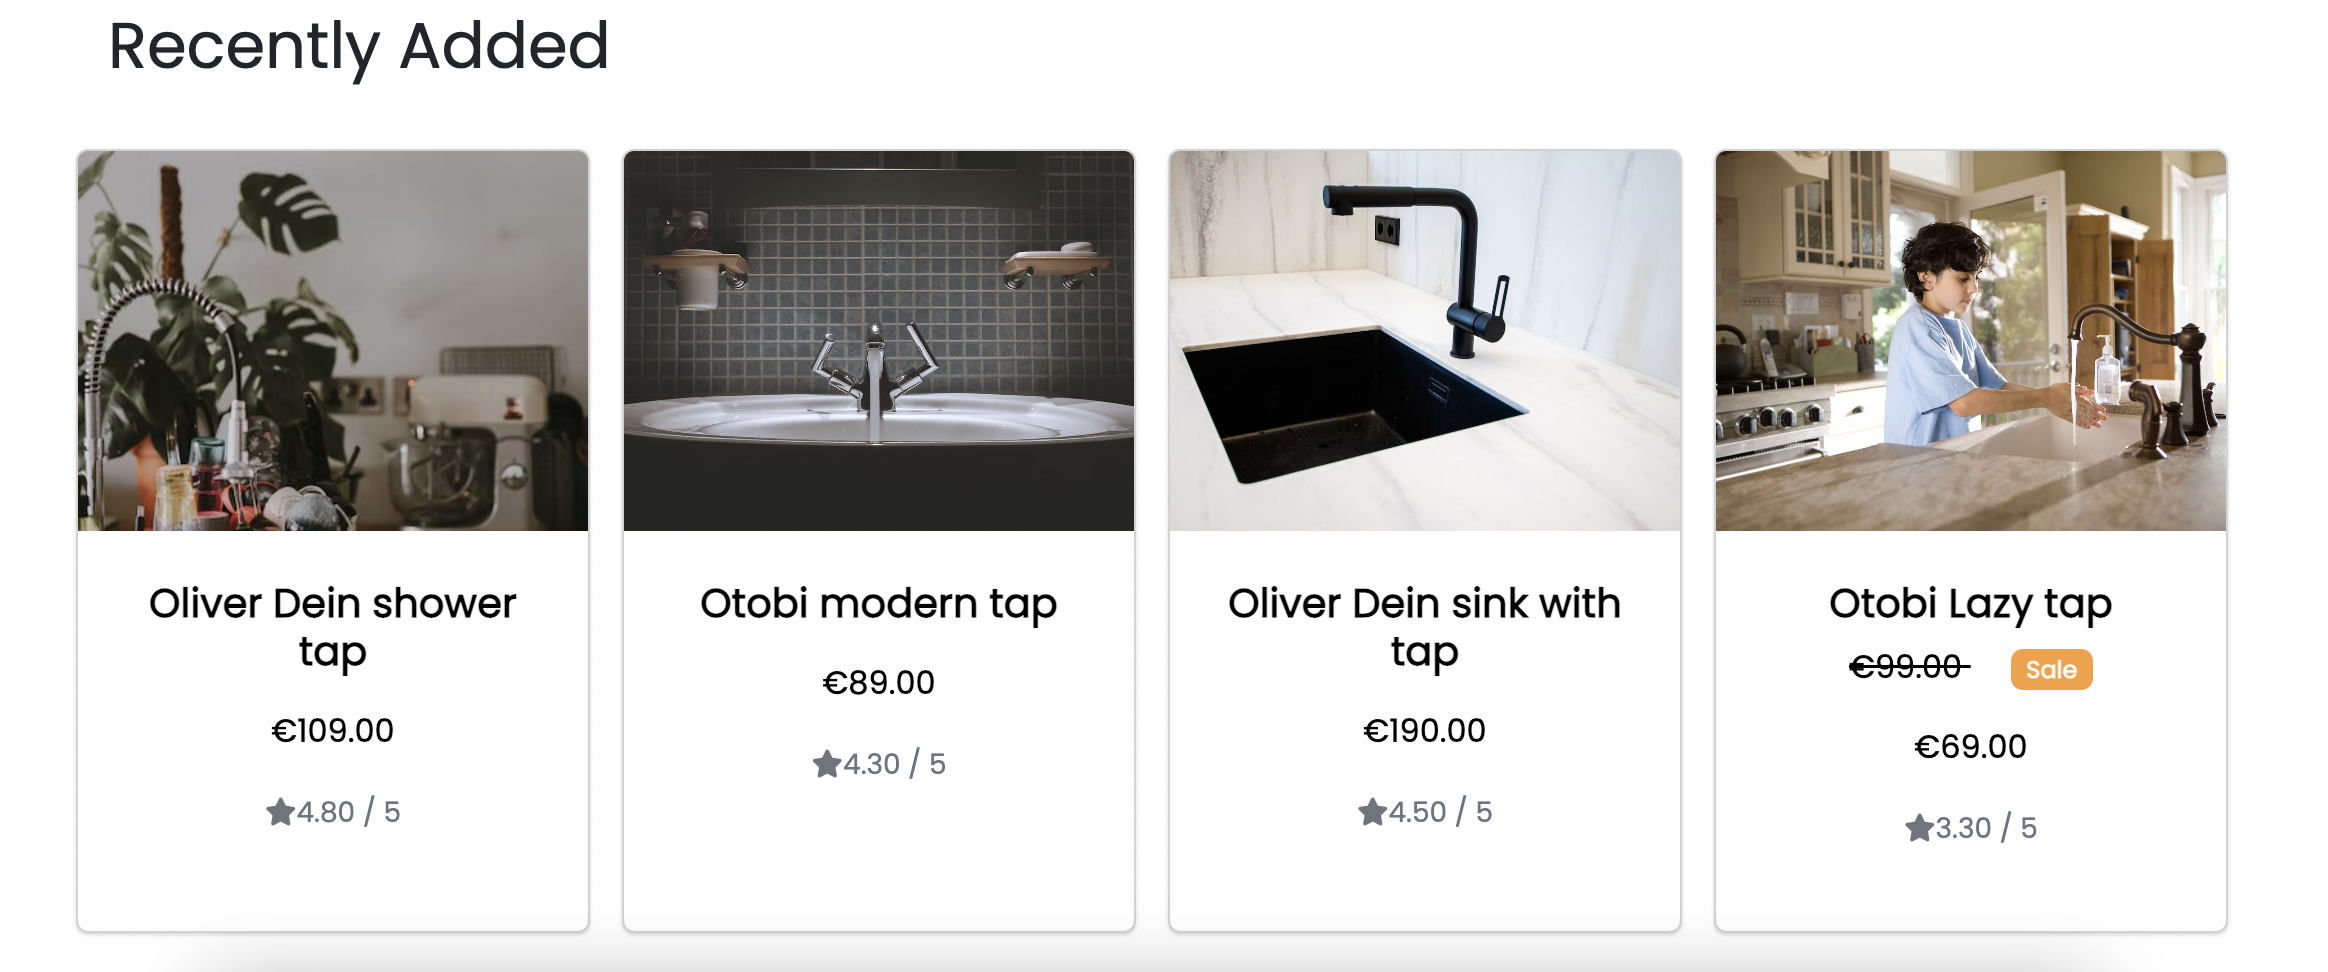 Recently Added
Oliver Dein shower
tap
€109.00
4.80 / 5
Otobi modern tap
€89.00
4.30 / 5
Oliver Dein sink with
tap
€190.00
4.50 / 5
Otobi Lazy tap
€99.00 Sale
€69.00
3.30 / 5